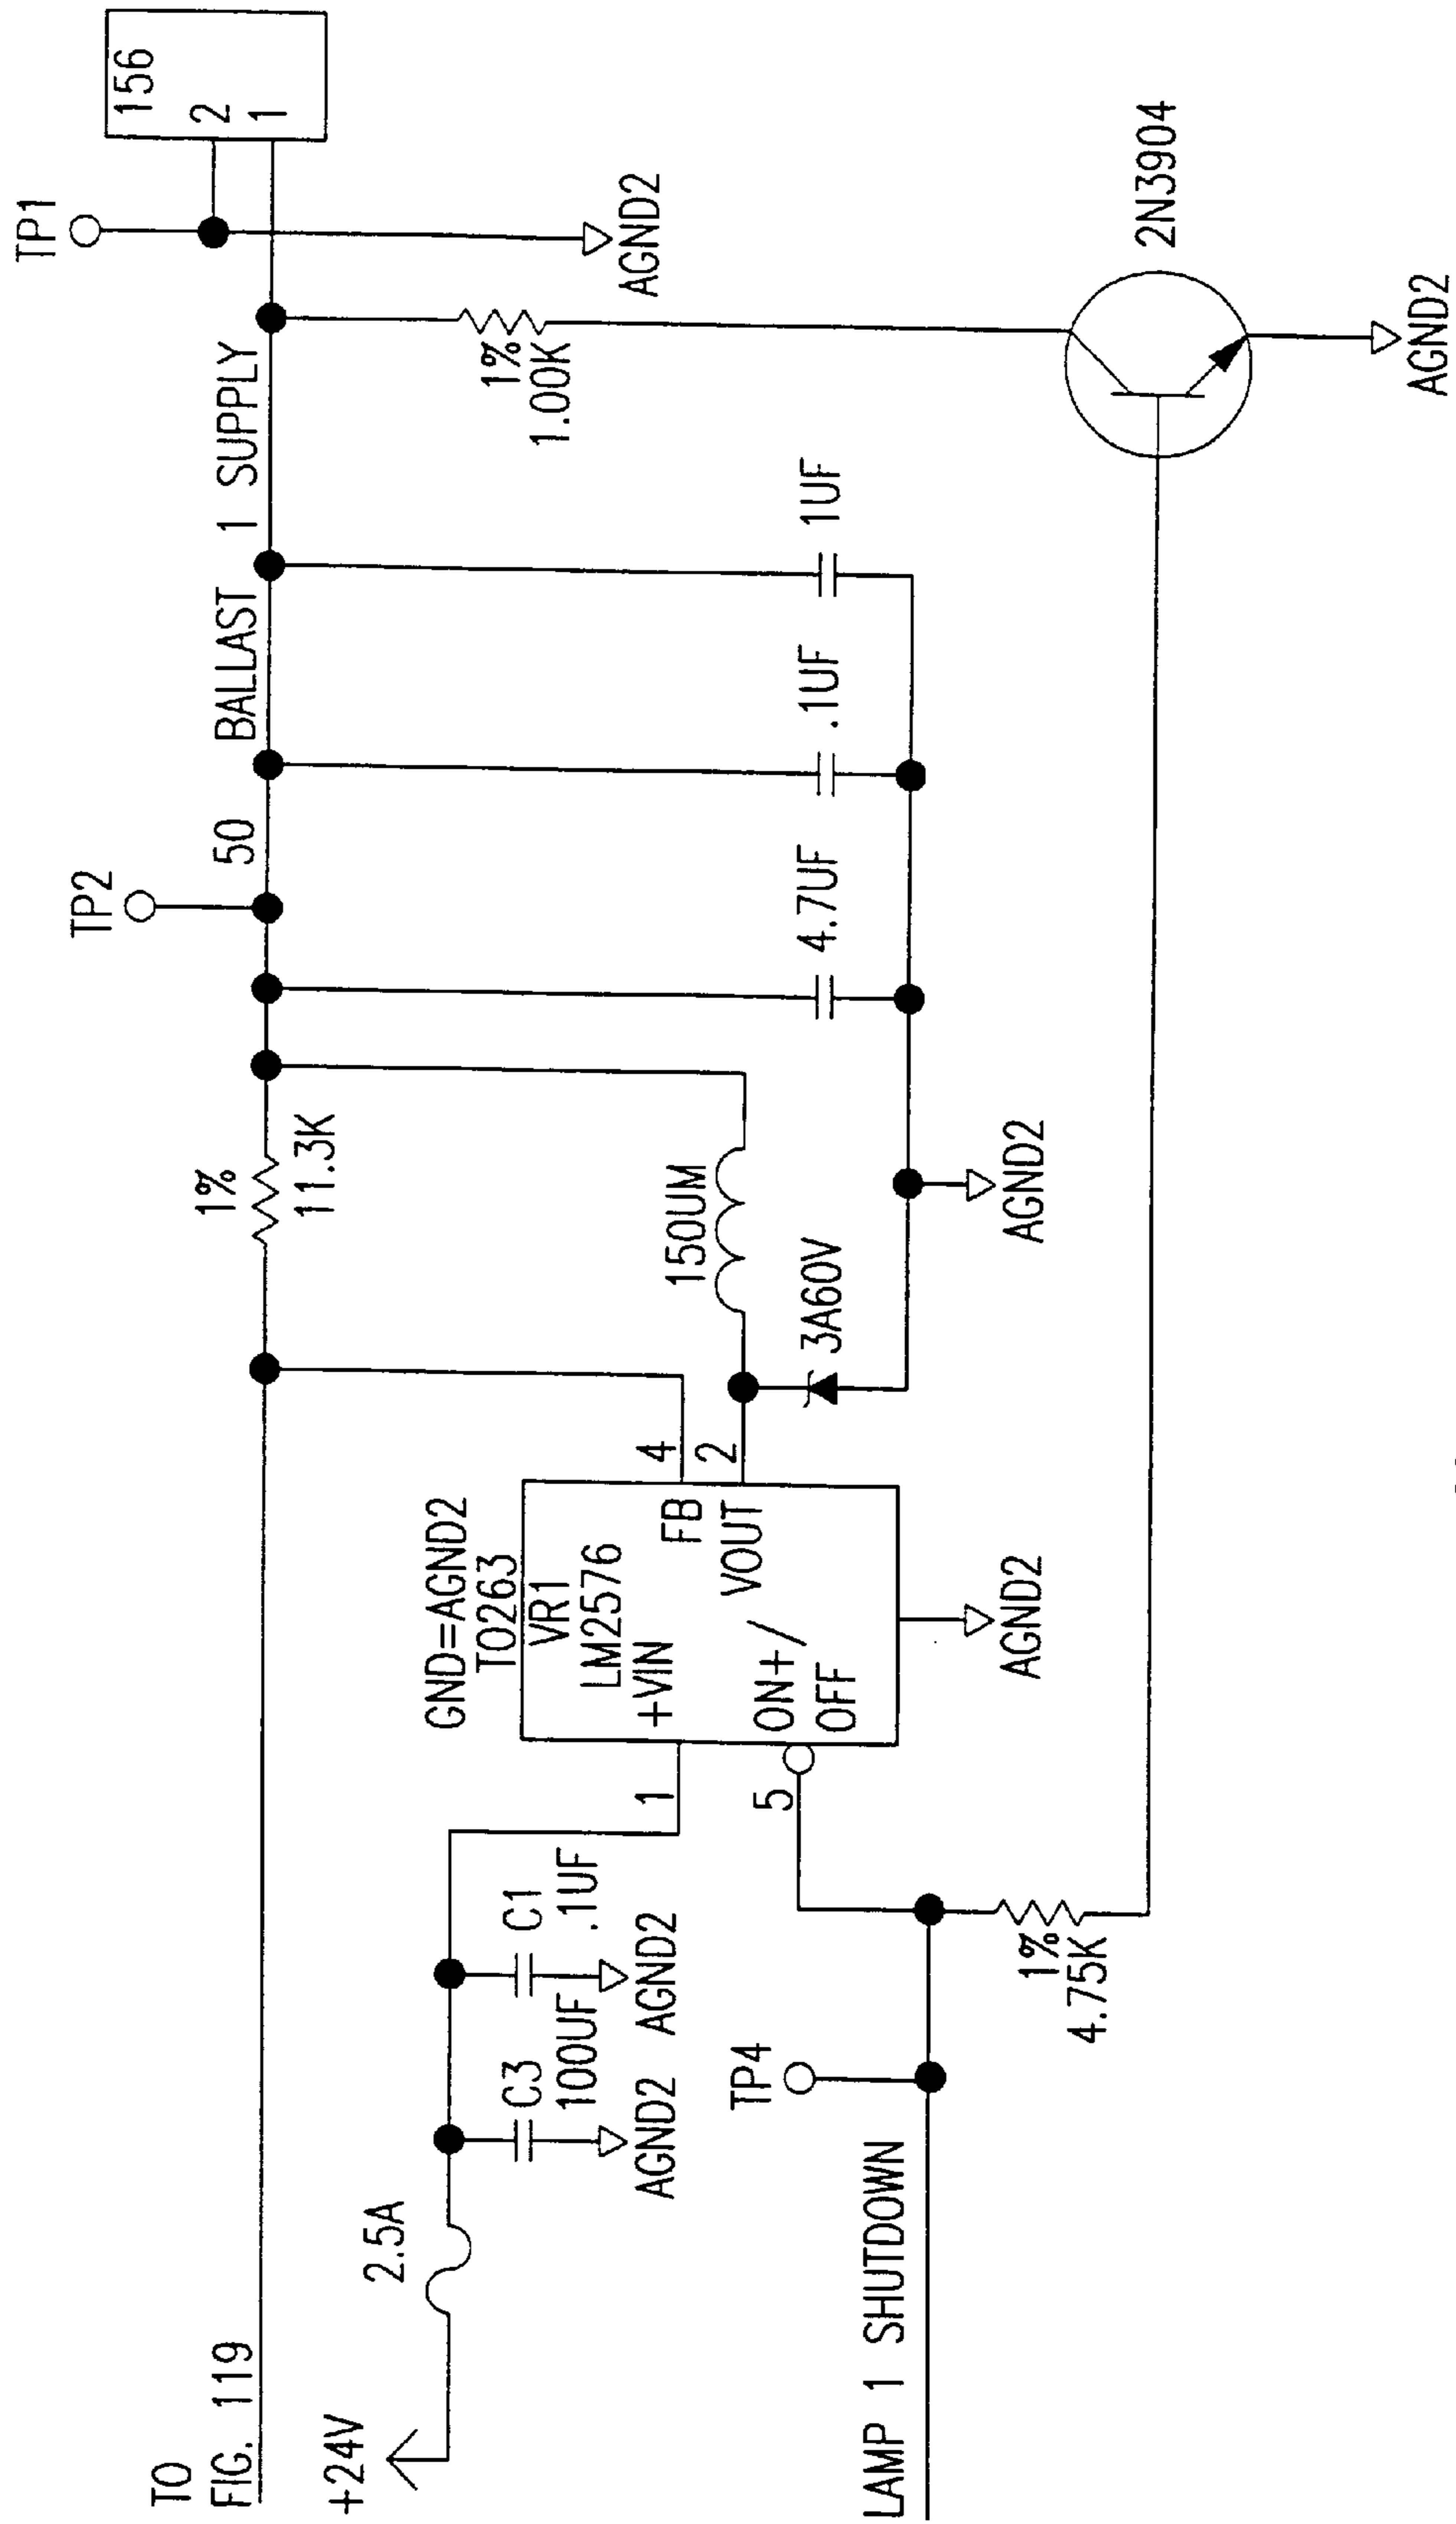 TO
FIG. 119
+24V
2.5A
C3
100UF
AGND2
C1
.1UF
AGND2
LAMP 1 SHUTDOWN
TP4
1%
4.75K
GND=AGND2
TO263
VR1
LM2576
+VIN
FB
VOUT
ON+/
OFF
1
5
4
2
AGND2
1%
11.3K
150UM
3A60V
AGND2
TP2
50 BALLAST 1 SUPPLY
4.7UF
.1UF
1UF
1%
1.00K
TP1
AGND2
156
2
1
2N3904
AGND2